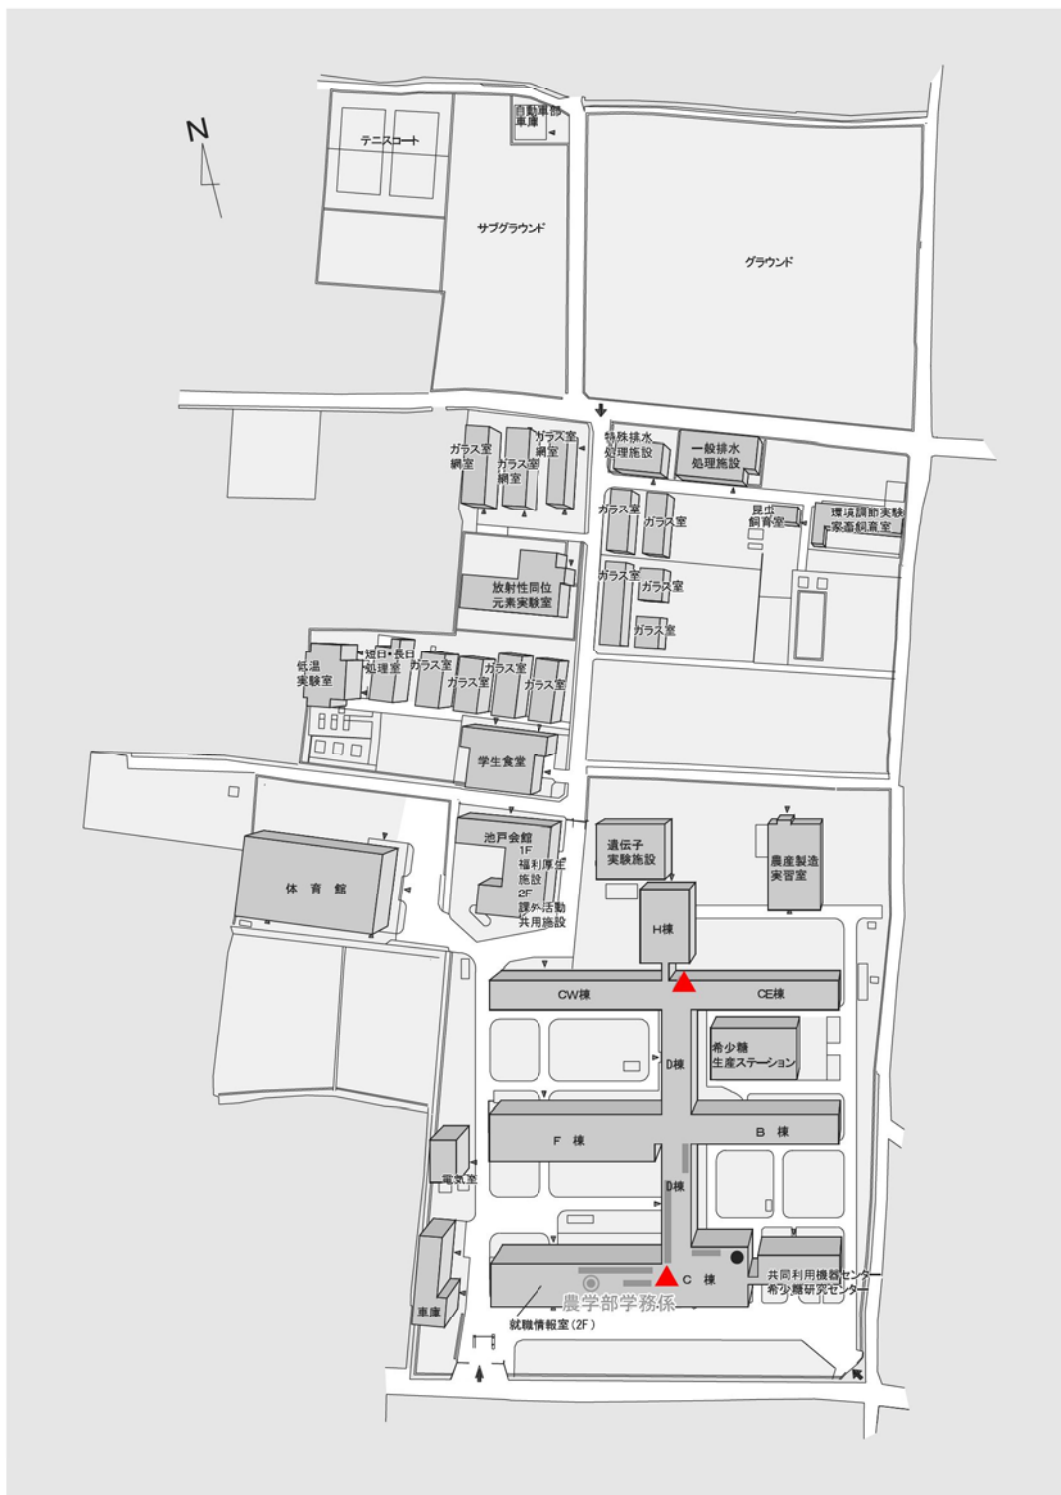 N
自動車部
車庫
テニスコート
サブグラウンド
グラウンド
ガラス室
網室
ガラス室
網室
ガラス室
網室
特殊排水
処理施設
一般排水
処理施設
ガラス室
ガラス室
昆虫
飼育室
環境調節実験
家畜飼育室
放射性同位
元素実験室
ガラス室
ガラス室
ガラス室
低温
実験室
短日・長日
処理室
ガラス室
ガラス室
ガラス室
ガラス室
学生食堂
池戸会館
1F
福利厚生
施設
2F
課外活動
共用施設
遺伝子
実験施設
農産製造
実習室
体 育 館
H棟
CW棟
CE棟
希少糖
生産ステーション
D棟
F 棟
B 棟
電気室
D棟
C 棟
共同利用機器センター
希少糖研究センター
農学部学務係
車庫
就職情報室(2F)